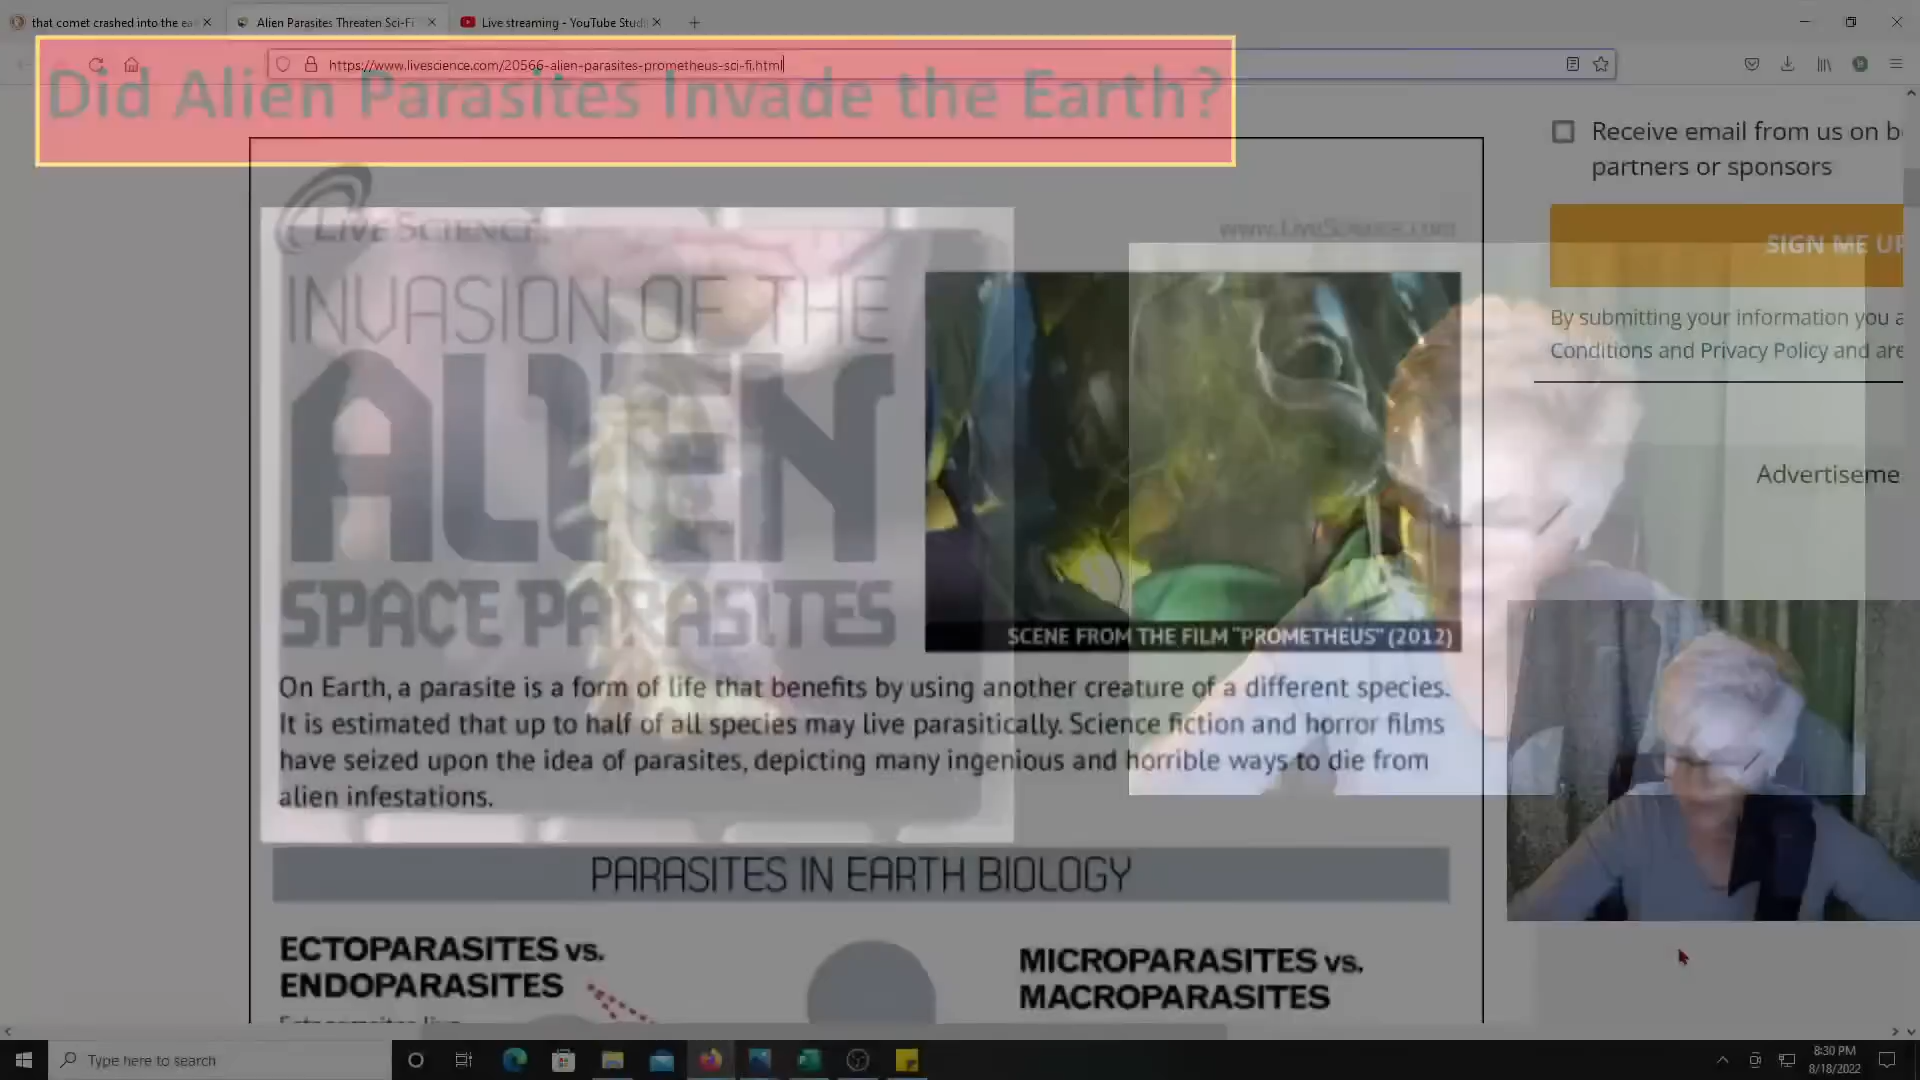 that comet crashed into the ea
Alien Parasites Threaten Sci-Fi
Live streaming - YouTube Studi
https://www.livescience.com/20566-alien-parasites-prometheus-sci-fi.html
Did Alien Parasites Invade the Earth?
Receive email from us on b
partners or sponsors
SIGN ME UP
By submitting your information you a
Conditions and Privacy Policy and are
Advertiseme
LIVESCIENCE
www.LiveScience.com
INVASION OF THE
ALIEN
SPACE PARASITES
SCENE FROM THE FILM "PROMETHEUS" (2012)
On Earth, a parasite is a form of life that benefits by using another creature of a different species.
It is estimated that up to half of all species may live parasitically. Science fiction and horror films
have seized upon the idea of parasites, depicting many ingenious and horrible ways to die from
alien infestations.
PARASITES IN EARTH BIOLOGY
ECTOPARASITES vs.
ENDOPARASITES
MICROPARASITES vs.
MACROPARASITES
Type here to search
8:30 PM
8/18/2022